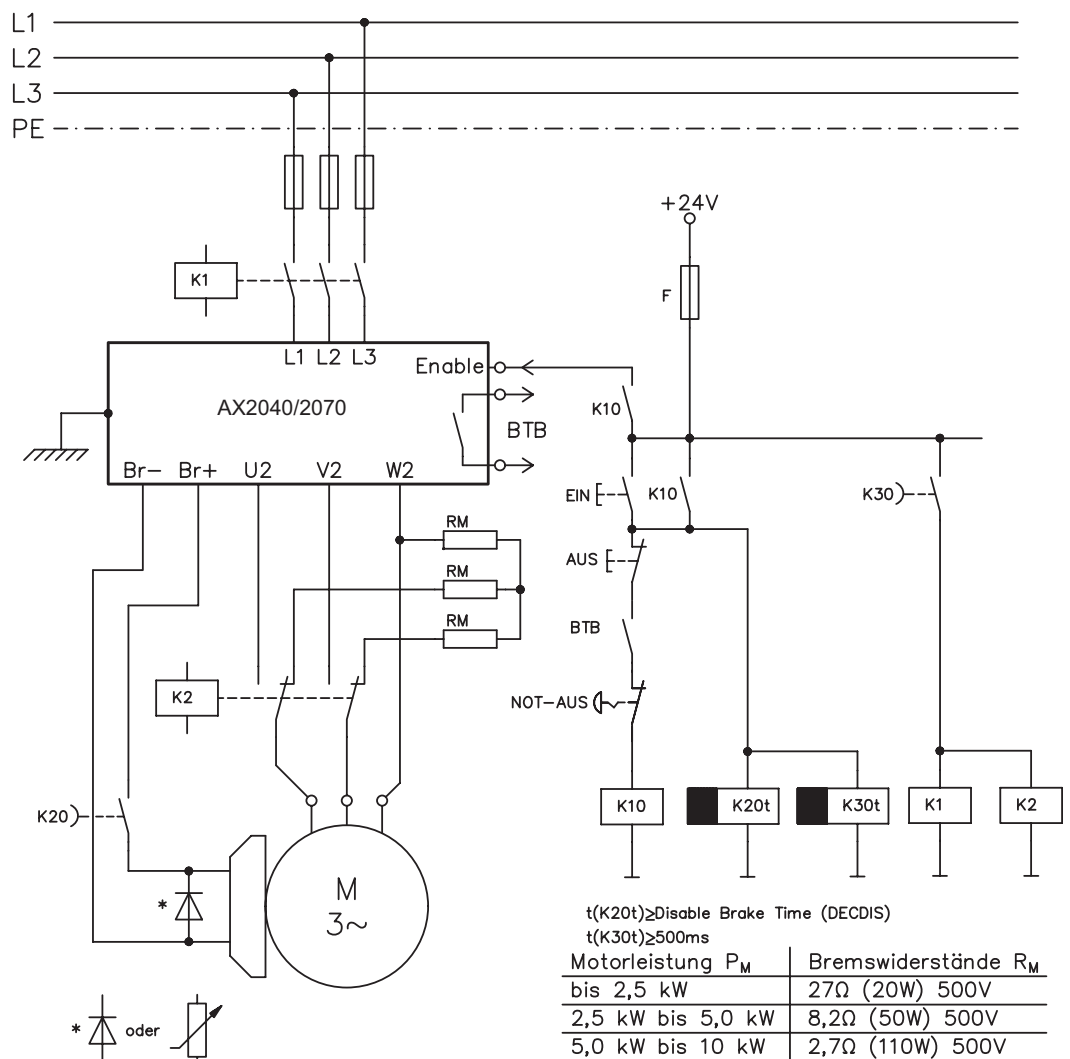 L1
L2
L3
PE
+24V
F
K1
L1 L2 L3
Enable
AX2040/2070
BTB
K10
Br- Br+ U2 V2 W2
EIN
K10
K30
RM
AUS
RM
BTB
RM
K2
NOT-AUS
K10
K20t
K30t
K1
K2
K20
M
3~
*
t(K20t)≥Disable Brake Time (DECDIS)
t(K30t)≥500ms
Motorleistung PM Bremswiderstände RM
bis 2,5 kW 27Ω (20W) 500V
2,5 kW bis 5,0 kW 8,2Ω (50W) 500V
5,0 kW bis 10 kW 2,7Ω (110W) 500V
* oder